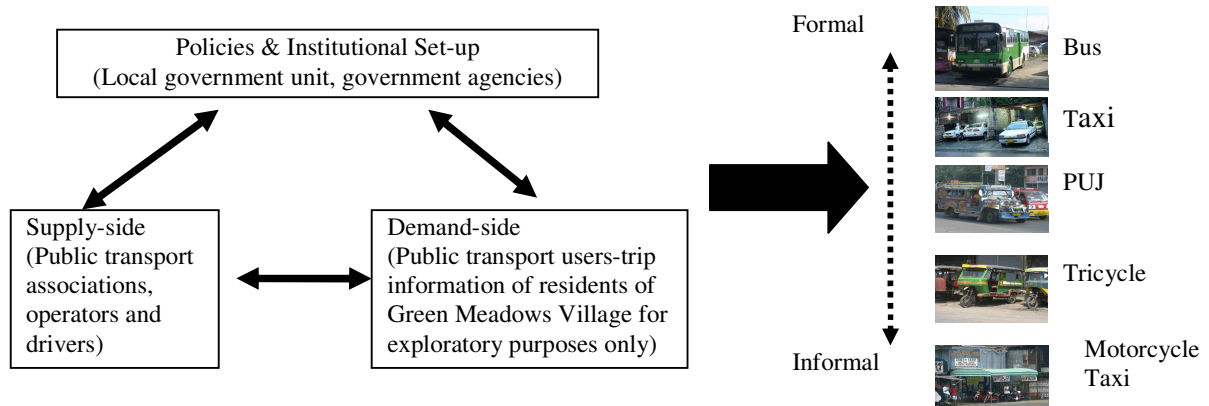 Policies & Institutional Set-up
(Local government unit, government agencies)
Supply-side
(Public transport
associations,
operators and
drivers)
Demand-side
(Public transport users-trip
information of residents of
Green Meadows Village for
exploratory purposes only)
Formal
Informal
Bus
Taxi
PUJ
Tricycle
Motorcycle
Taxi